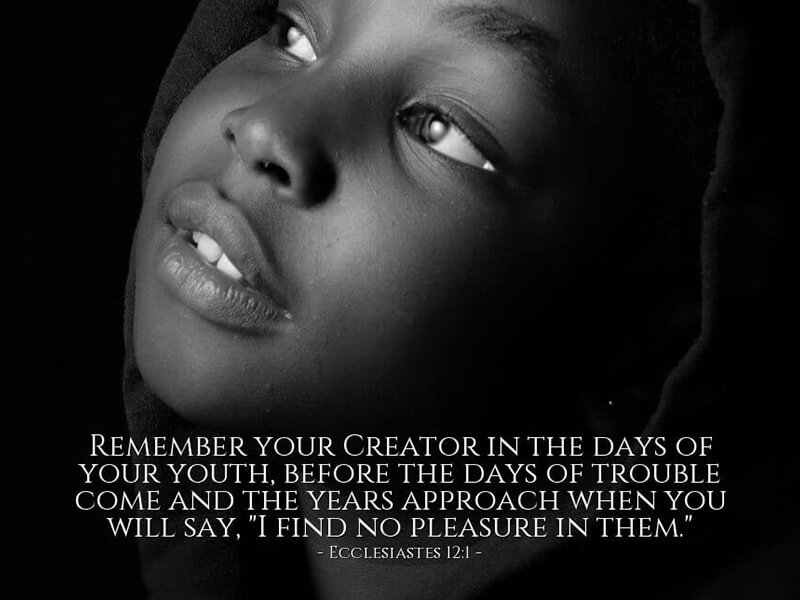 Remember your Creator in the days of
your youth, before the days of trouble
come and the years approach when you
will say, "I find no pleasure in them."
- Ecclesiastes 12:1 -